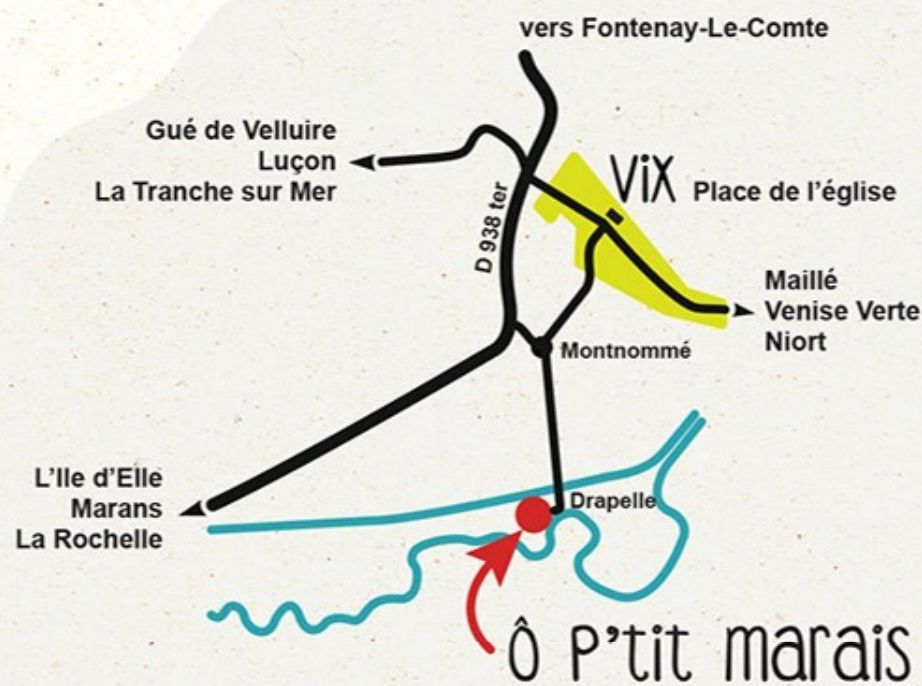 vers Fontenay-Le-Comte
Gué de Velluire
Luçon
La Tranche sur Mer
D 938 ter
ViX
Place de l'église
Maillé
Venise Verte
Niort
Montnommé
L'Ile d'Elle
Marans
La Rochelle
Drapelle
Ô P'tit marais